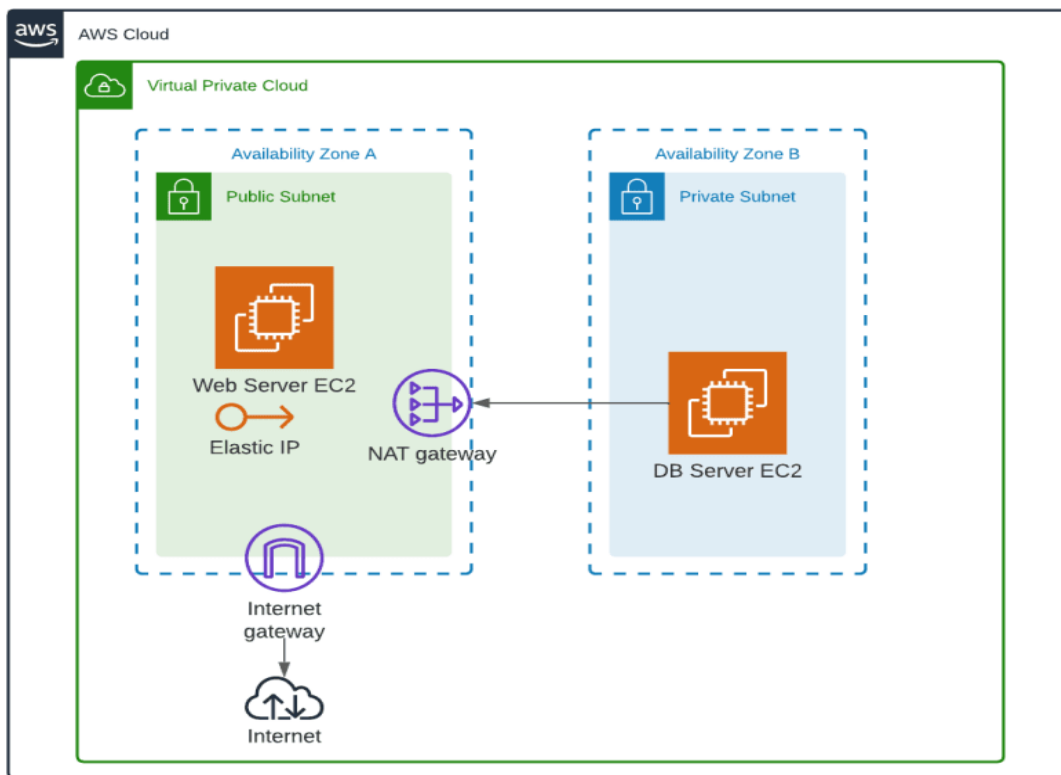 aws
AWS Cloud
Virtual Private Cloud
Availability Zone A
Availability Zone B
Public Subnet
Private Subnet
Web Server EC2
Elastic IP
NAT gateway
DB Server EC2
Internet
gateway
Internet